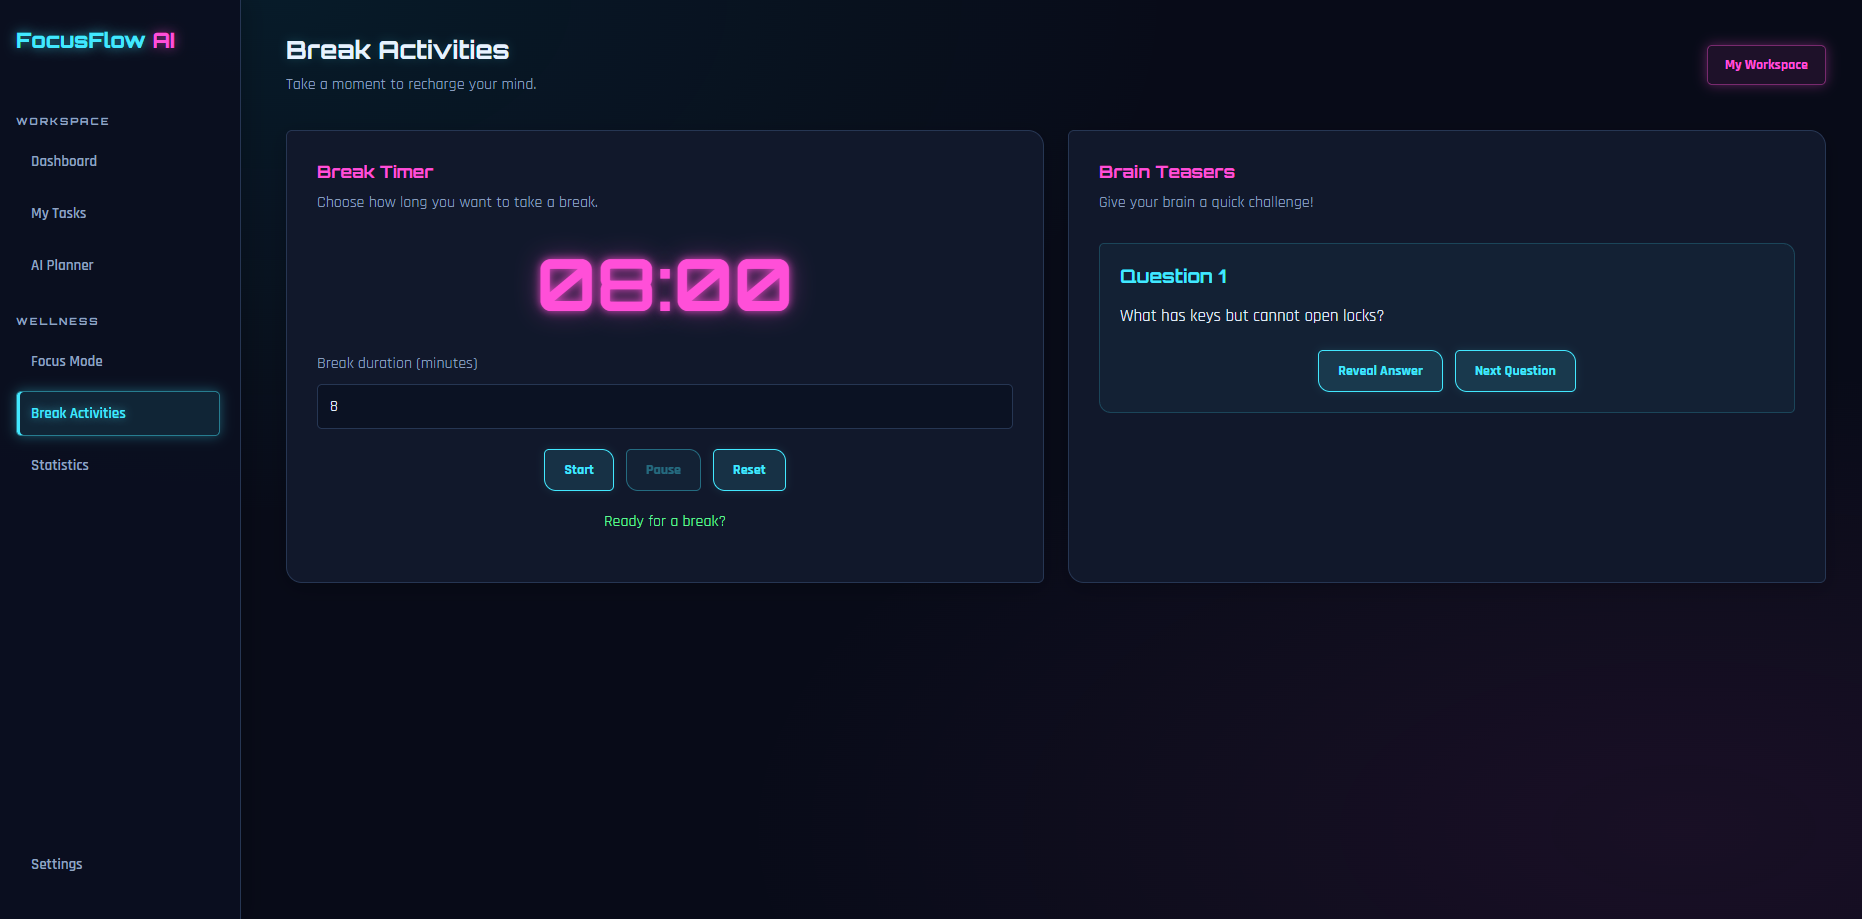 FocusFlow AI
WORKSPACE
Dashboard
My Tasks
AI Planner
WELLNESS
Focus Mode
Break Activities
Statistics
Settings
Break Activities
Take a moment to recharge your mind.
My Workspace
Break Timer
Choose how long you want to take a break.
08:00
Break duration (minutes)
8
Start
Pause
Reset
Ready for a break?
Brain Teasers
Give your brain a quick challenge!
Question 1
What has keys but cannot open locks?
Reveal Answer
Next Question